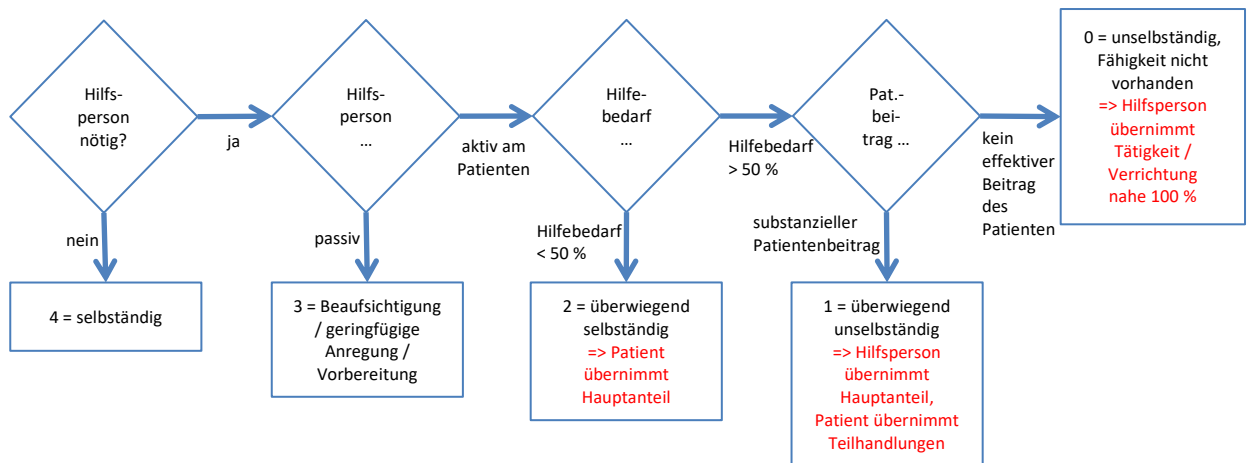 Hilfs-
person
nötig?
ja
nein
4 = selbständig
Hilfs-
person
...
aktiv am
Patienten
passiv
3 = Beaufsichtigung
/ geringfügige
Anregung /
Vorbereitung
Hilfe-
bedarf
...
Hilfebedarf
> 50 %
Hilfebedarf
< 50 %
2 = überwiegend
selbständig
=> Patient
übernimmt
Hauptanteil
Pat.-
bei-
trag ...
kein
effektiver
Beitrag
des
Patienten
substanzieller
Patientenbeitrag
1 = überwiegend
unselbständig
=> Hilfsperson
übernimmt
Hauptanteil,
Patient übernimmt
Teilhandlungen
0 = unselbständig,
Fähigkeit nicht
vorhanden
=> Hilfsperson
übernimmt
Tätigkeit /
Verrichtung
nahe 100 %